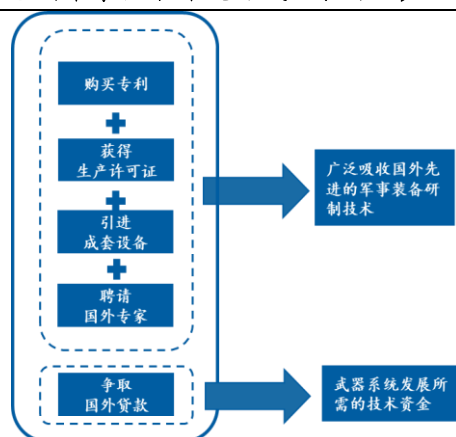 购买专利
获得
生产许可证
引进
成套设备
聘请
国外专家
争取
国外贷款
广泛吸收国外先
进的军事装备研
制技术
武器系统发展所
需的技术资金